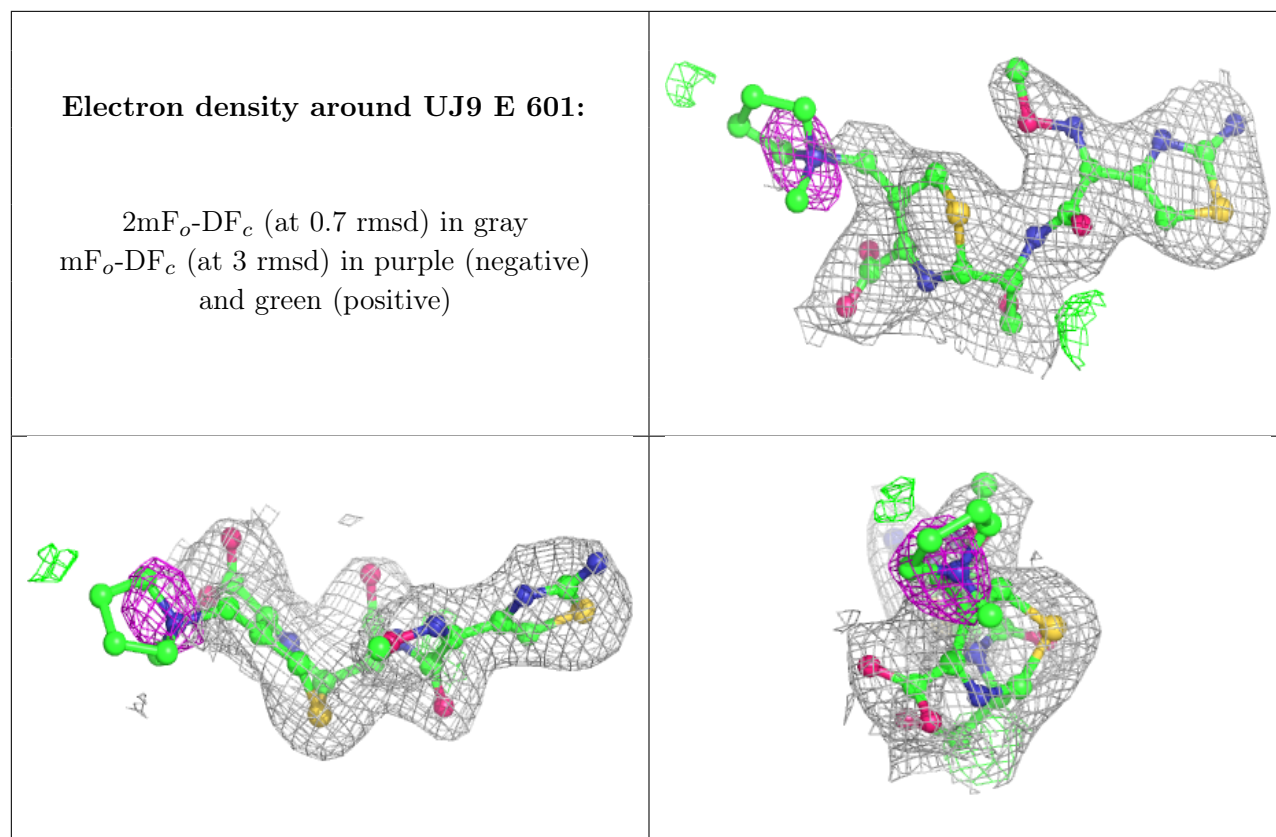 Electron density around UJ9 E 601:
2mFo-DFc (at 0.7 rmsd) in gray
mFo-DFc (at 3 rmsd) in purple (negative)
and green (positive)